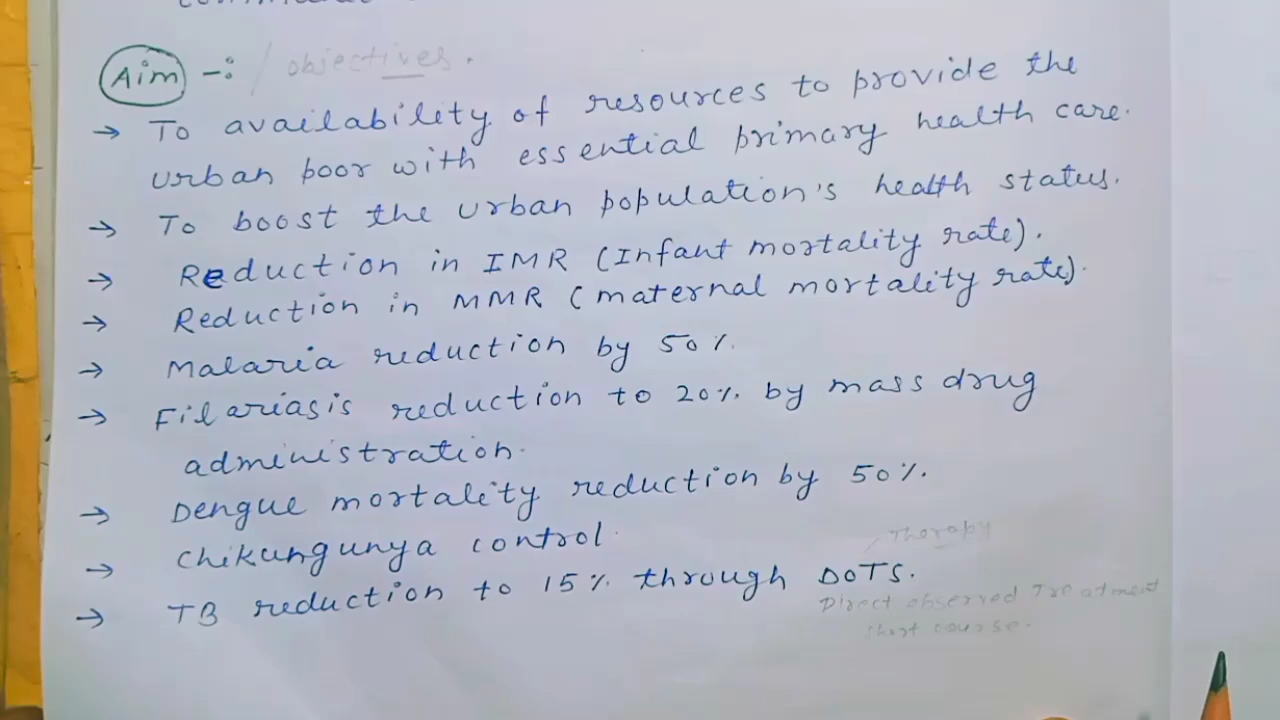 Aim -: / objectives.
→ To availability of resources to provide the
urban poor with essential primary health care.
→ To boost the urban population's health status.
→ Reduction in IMR (Infant mortality rate).
→ Reduction in MMR (maternal mortality rate).
→ Malaria reduction by 50%.
→ Filariasis reduction to 20% by mass drug
administration.
→ Dengue mortality reduction by 50%.
→ Chikungunya control.
/ Therapy
→ TB reduction to 15% through DOTS.
Direct observed Treatment
Short course.